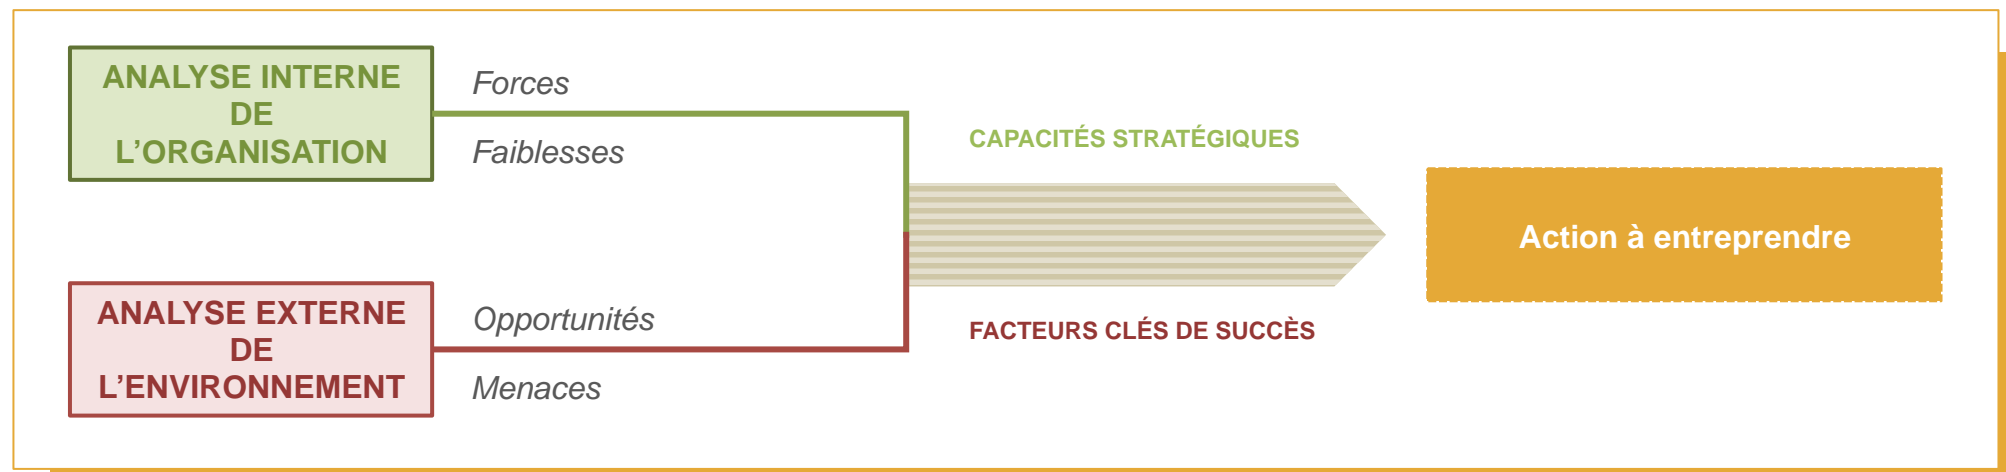 ANALYSE INTERNE
DE
L’ORGANISATION
Forces
Faiblesses
CAPACITÉS STRATÉGIQUES
Action à entreprendre
ANALYSE EXTERNE
DE
L’ENVIRONNEMENT
Opportunités
Menaces
FACTEURS CLÉS DE SUCCÈS